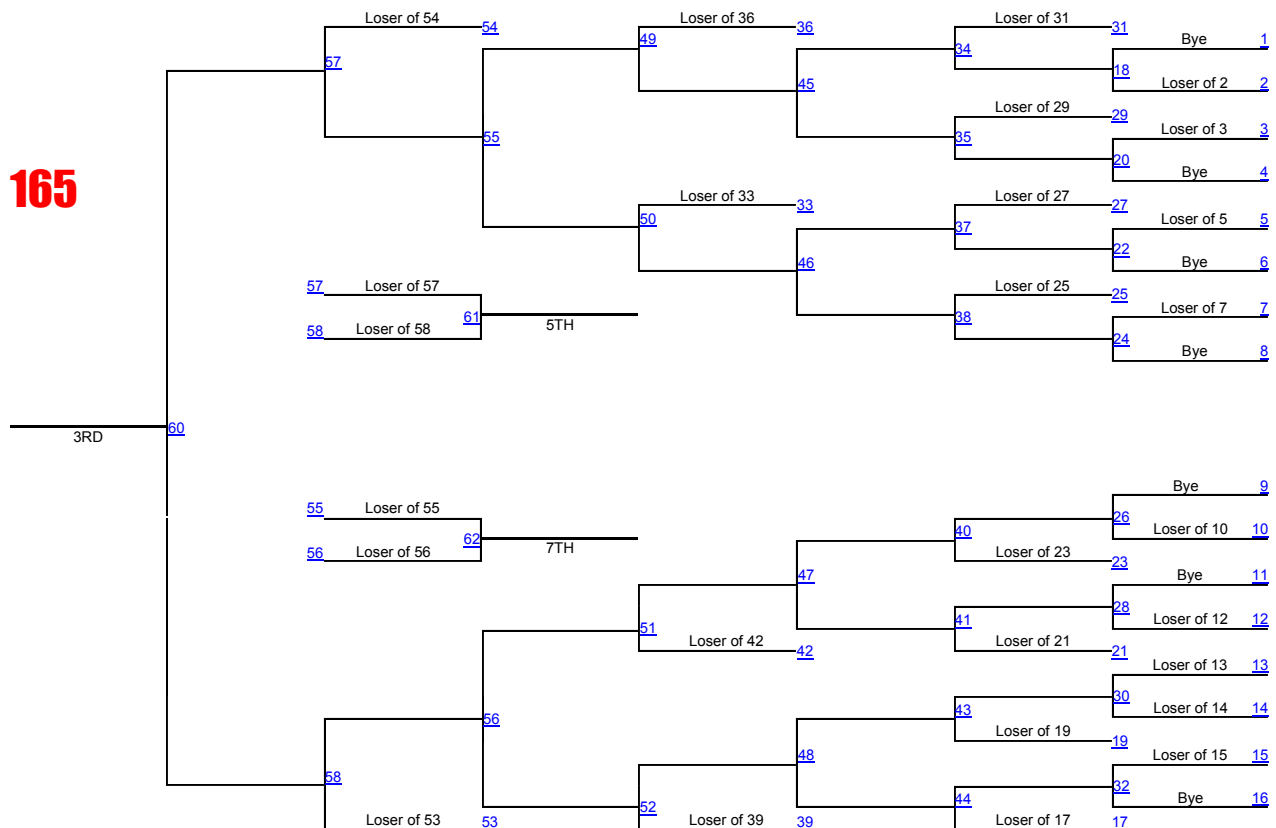 Loser of 54 54 Loser of 36 36 Loser of 31 31
49 34 Bye 1
57 18
45 Loser of 2 2
Loser of 29 29
55 35 Loser of 3 3
20
165
Bye 4
Loser of 33 33 Loser of 27 27
50 37 Loser of 5 5
22
46 Bye 6
57 Loser of 57 Loser of 25 25
61 5TH 38 Loser of 7 7
58 Loser of 58
24
Bye 8
3RD 60
Bye 9
55 Loser of 55
26
62 7TH 40 Loser of 10 10
56 Loser of 56 Loser of 23 23
47 Bye 11
28
51 41 Loser of 12 12
Loser of 42 42 Loser of 21 21
Loser of 13 13
30
56 43 Loser of 14 14
Loser of 19 19
48 Loser of 15 15
58 32
52 44 Bye 16
Loser of 53 53 Loser of 39 39 Loser of 17 17